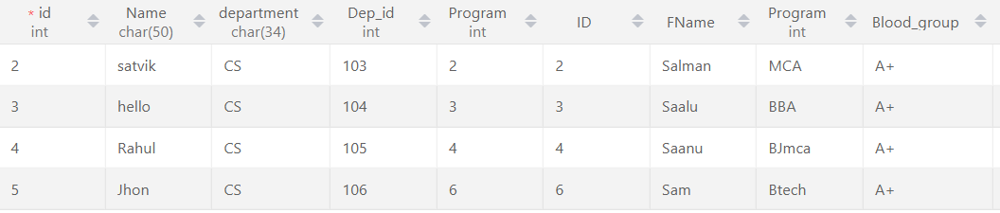 * id Name department Dep_id Program ID FName Program Blood_group
int char(50) char(34) int int int
2 satvik CS 103 2 2 Salman MCA A+
3 hello CS 104 3 3 Saalu BBA A+
4 Rahul CS 105 4 4 Saanu BJmca A+
5 Jhon CS 106 6 6 Sam Btech A+